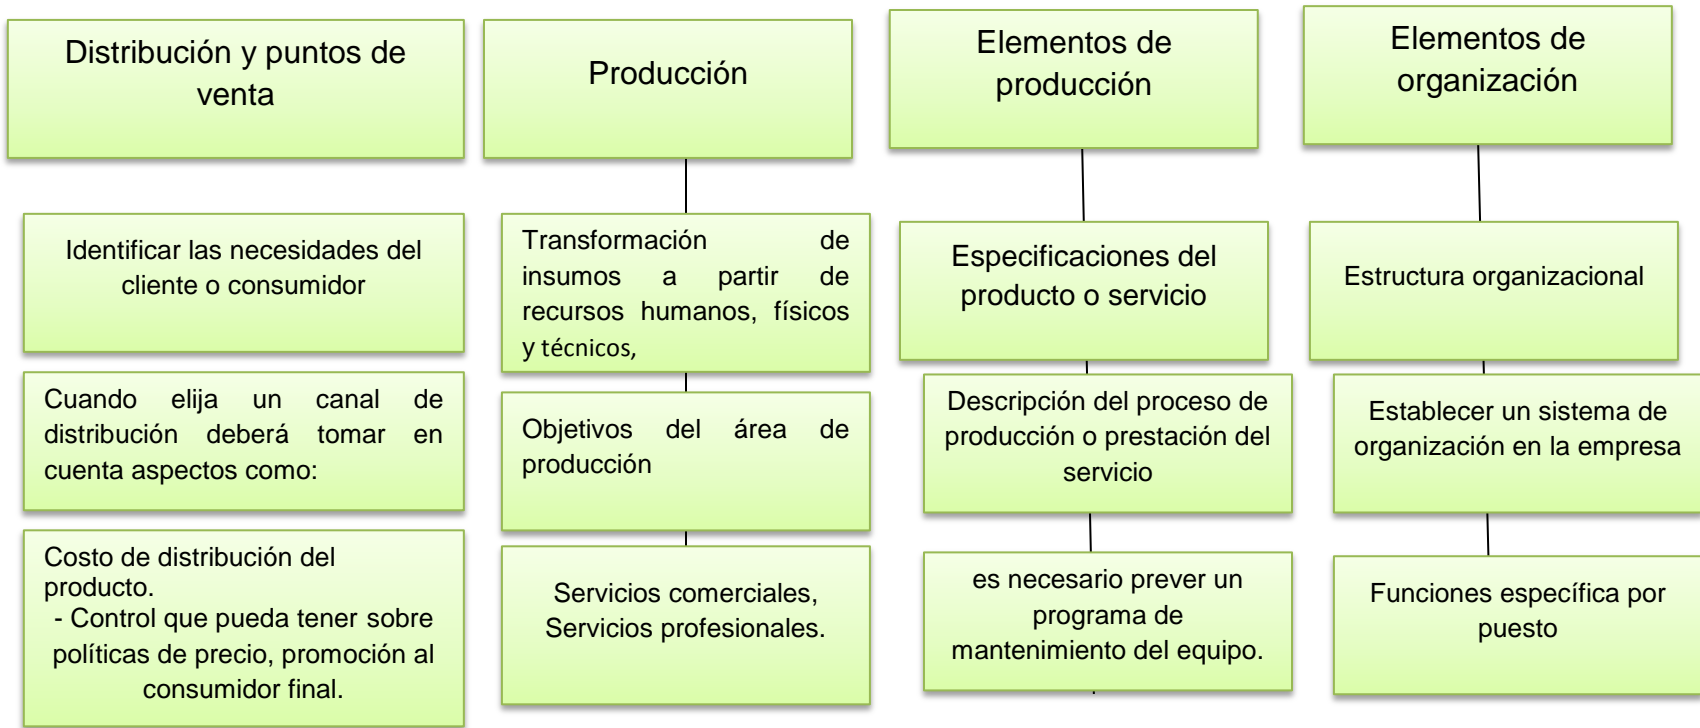 Distribución y puntos de
venta
Identificar las necesidades del
cliente o consumidor
Cuando elija un canal de
distribución deberá tomar en
cuenta aspectos como:
Costo de distribución del
producto.
- Control que pueda tener sobre
políticas de precio, promoción al
consumidor final.
Producción
Transformación de
insumos a partir de
recursos humanos, físicos
y técnicos,
Objetivos del área de
producción
Servicios comerciales,
Servicios profesionales.
Elementos de
producción
Especificaciones del
producto o servicio
Descripción del proceso de
producción o prestación del
servicio
es necesario prever un
programa de
mantenimiento del equipo.
Elementos de
organización
Estructura organizacional
Establecer un sistema de
organización en la empresa
Funciones específica por
puesto